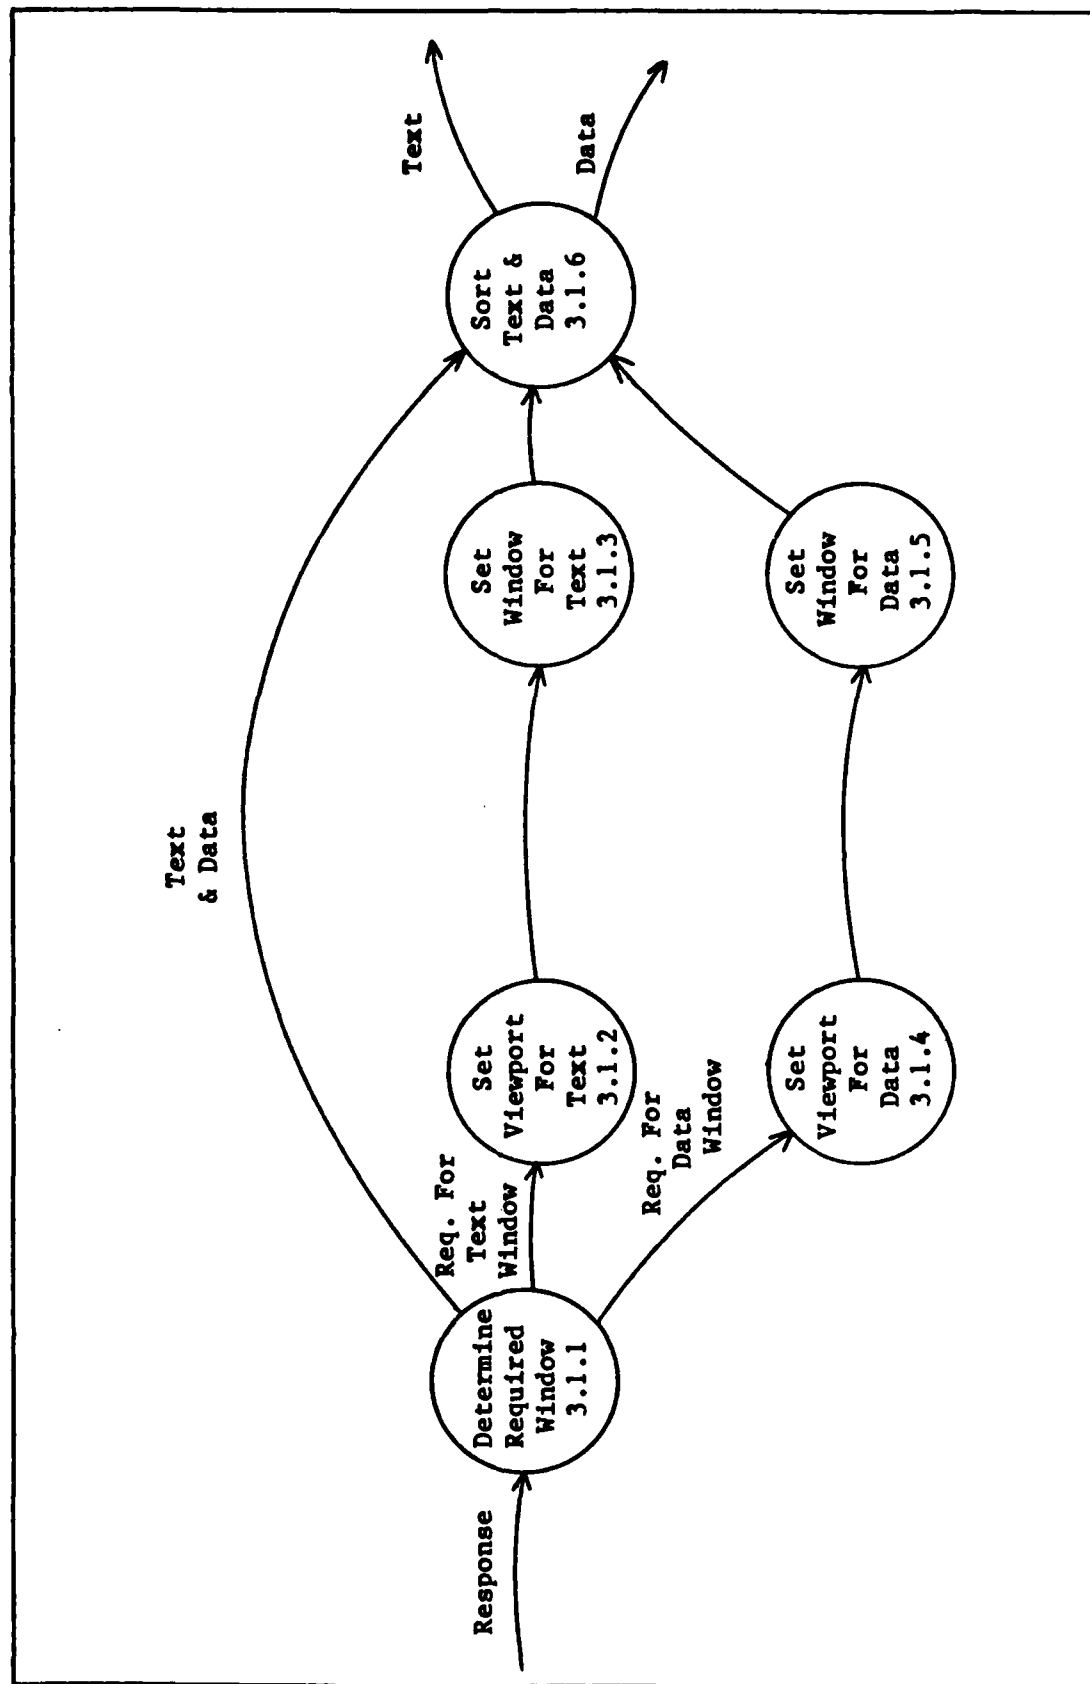 Response
Determine
Required
Window
3.1.1
Text
& Data
Req. For
Text
Window
Req. For
Data
Window
Set
Viewport
For
Text
3.1.2
Set
Viewport
For
Data
3.1.4
Set
Window
For
Text
3.1.3
Set
Window
For
Data
3.1.5
Sort
Text &
Data
3.1.6
Text
Data